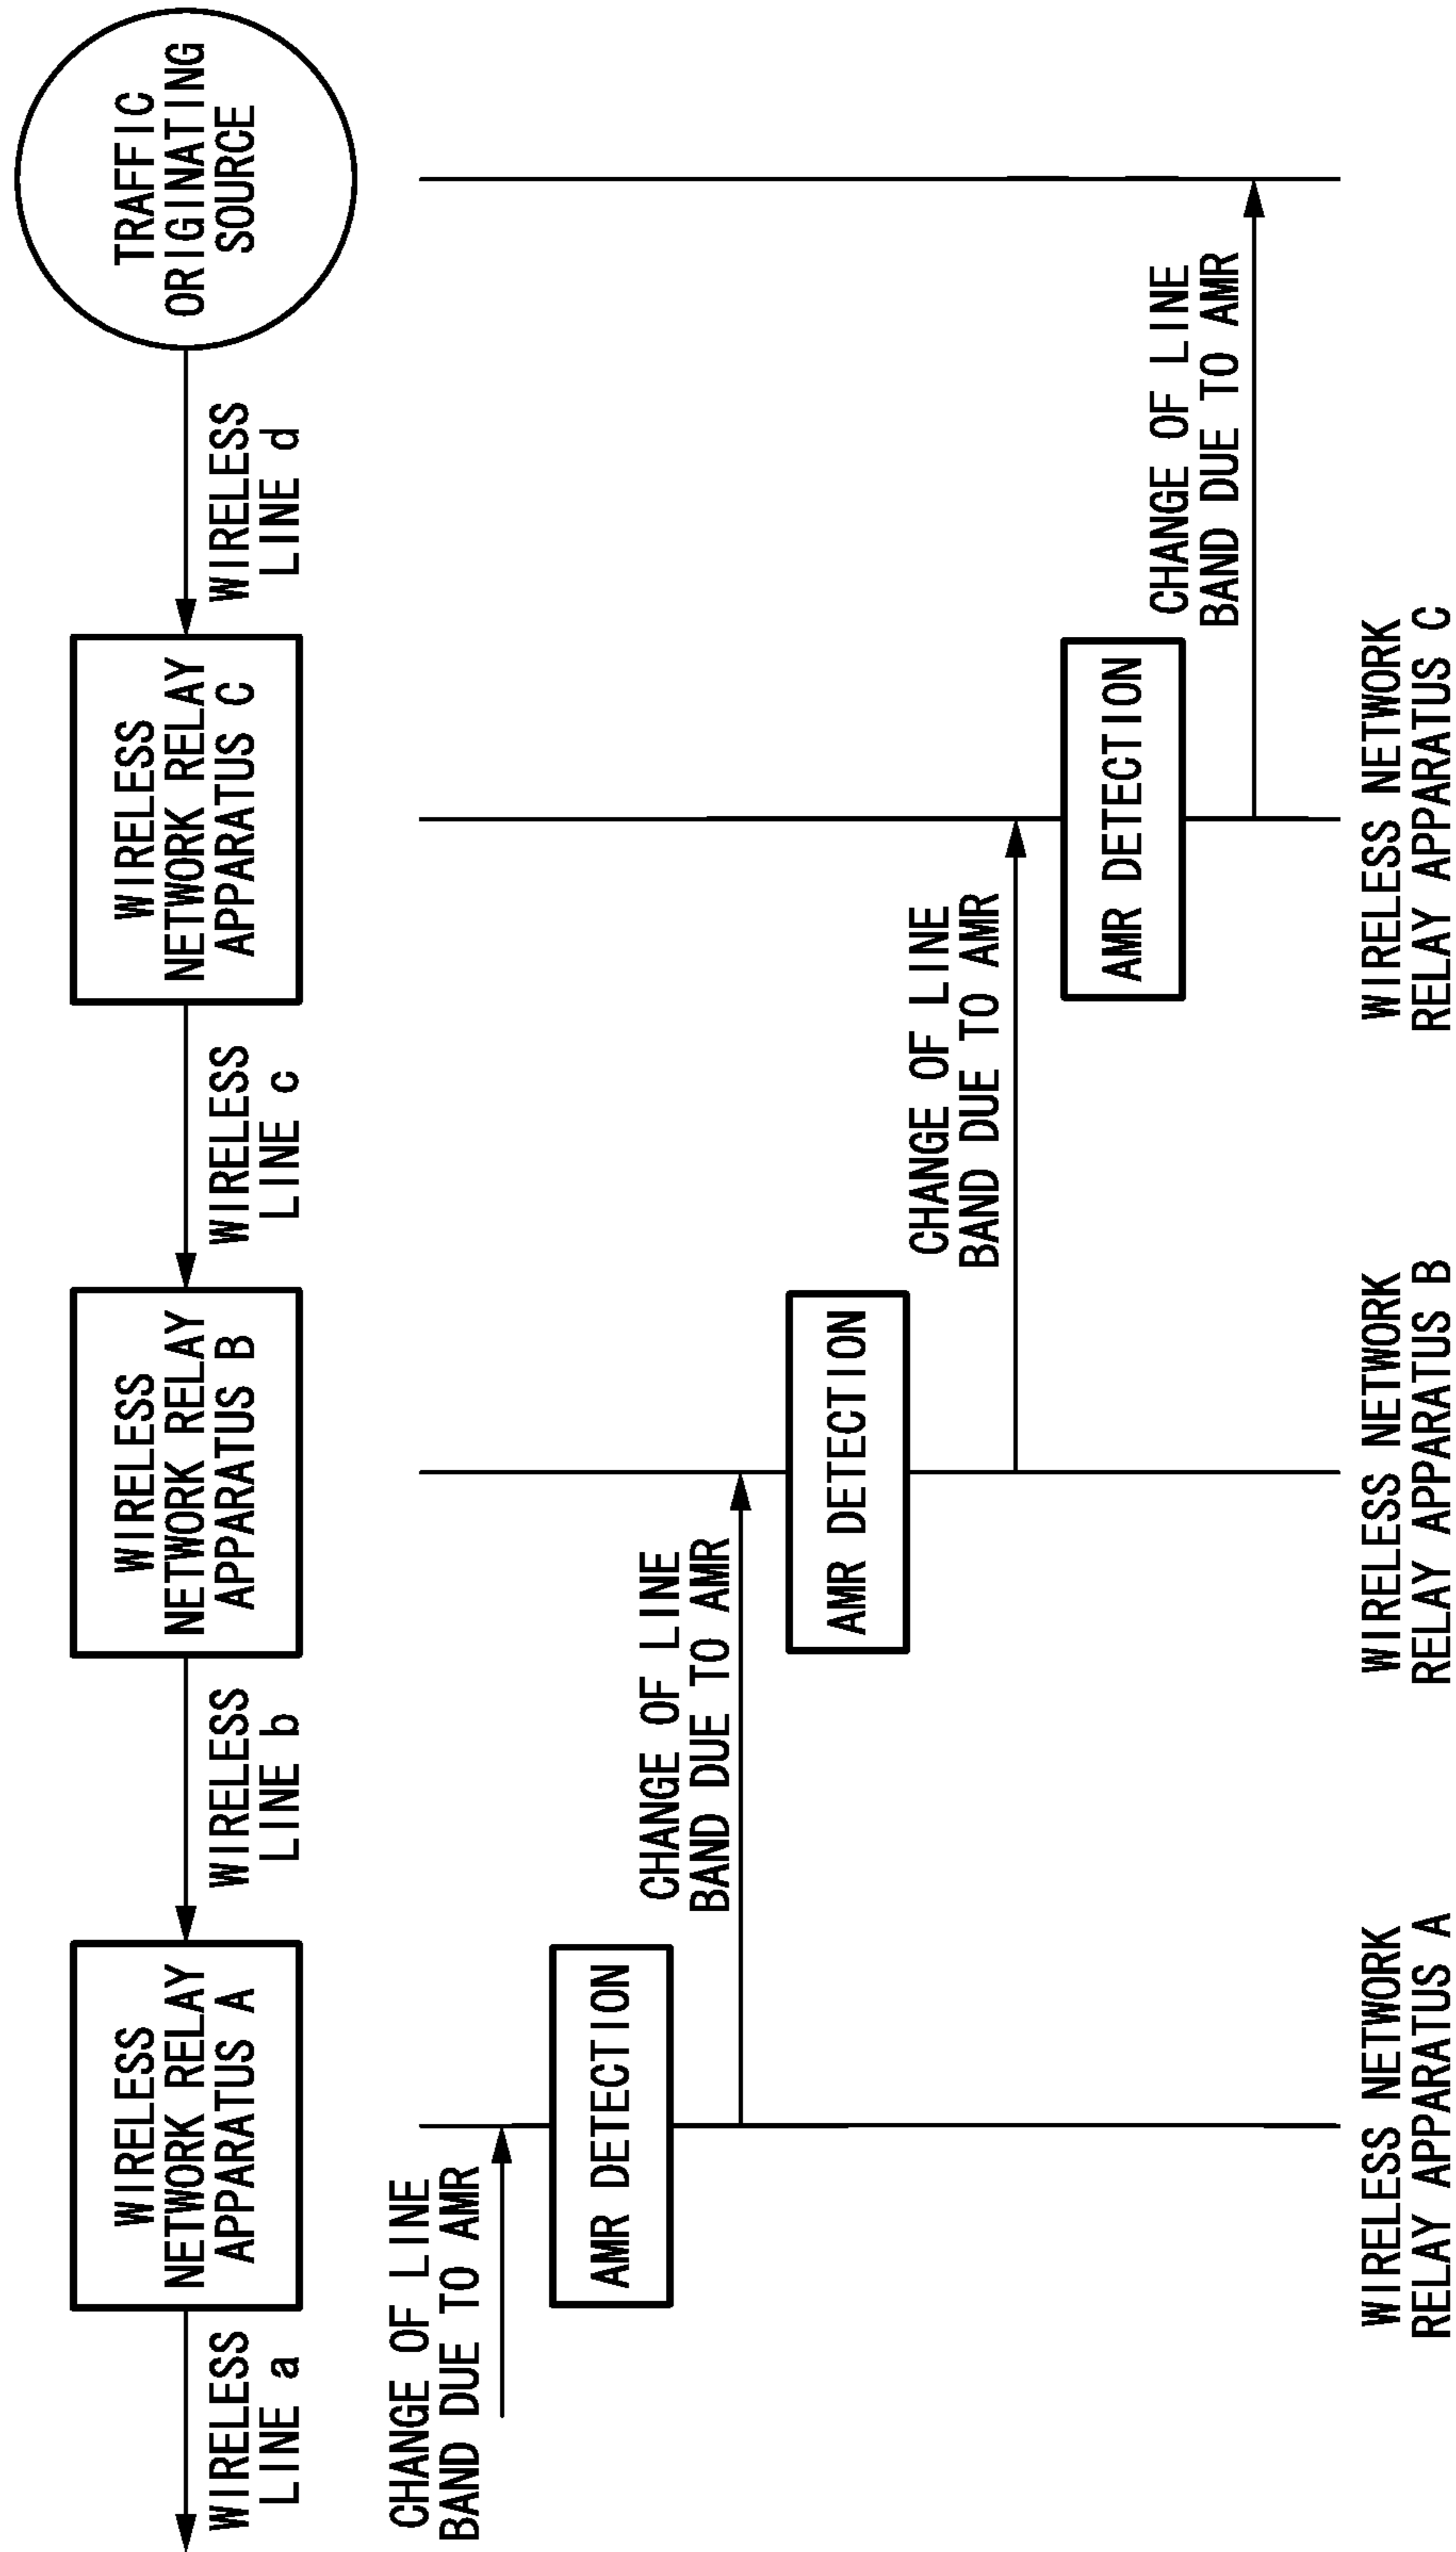 WIRELESS
LINE a
WIRELESS
NETWORK RELAY
APPARATUS A
WIRELESS
LINE b
WIRELESS
NETWORK RELAY
APPARATUS B
WIRELESS
LINE c
WIRELESS
NETWORK RELAY
APPARATUS C
WIRELESS
LINE d
TRAFFIC
ORIGINATING
SOURCE
CHANGE OF LINE
BAND DUE TO AMR
AMR DETECTION
CHANGE OF LINE
BAND DUE TO AMR
AMR DETECTION
CHANGE OF LINE
BAND DUE TO AMR
AMR DETECTION
CHANGE OF LINE
BAND DUE TO AMR
WIRELESS NETWORK
RELAY APPARATUS A
WIRELESS NETWORK
RELAY APPARATUS B
WIRELESS NETWORK
RELAY APPARATUS C